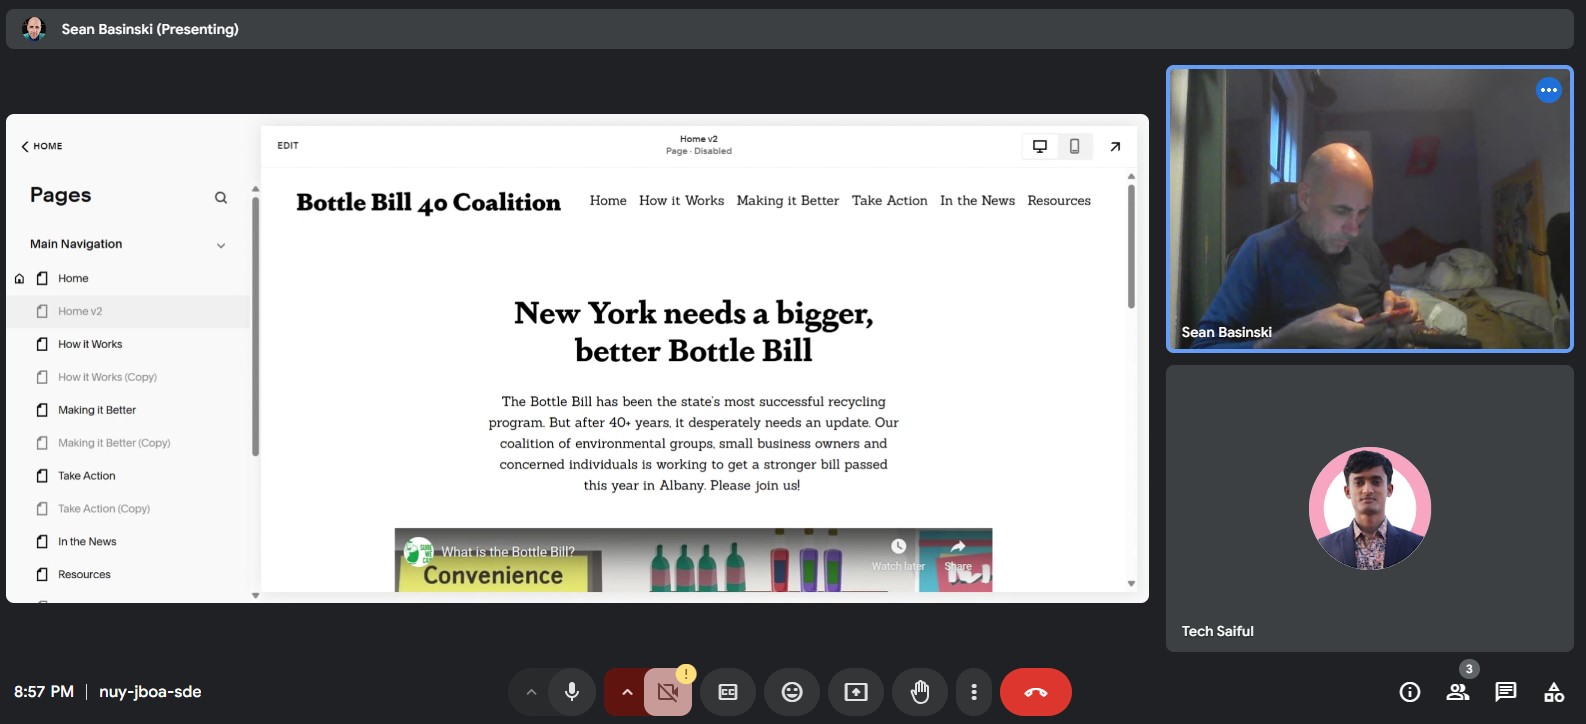 Sean Basinski (Presenting)
HOME
Pages
Main Navigation
Home
Home v2
How it Works
How it Works (Copy)
Making it Better
Making it Better (Copy)
Take Action
Take Action (Copy)
In the News
Resources
EDIT
Home v2
Page · Disabled
Bottle Bill 40 Coalition
Home How it Works Making it Better Take Action In the News Resources
New York needs a bigger,
better Bottle Bill
The Bottle Bill has been the state's most successful recycling
program. But after 40+ years, it desperately needs an update. Our
coalition of environmental groups, small business owners and
concerned individuals is working to get a stronger bill passed
this year in Albany. Please join us!
What is the Bottle Bill?
Watch later Share
Convenience
Sean Basinski
Tech Saiful
8:57 PM | nuy-jboa-sde
!
3